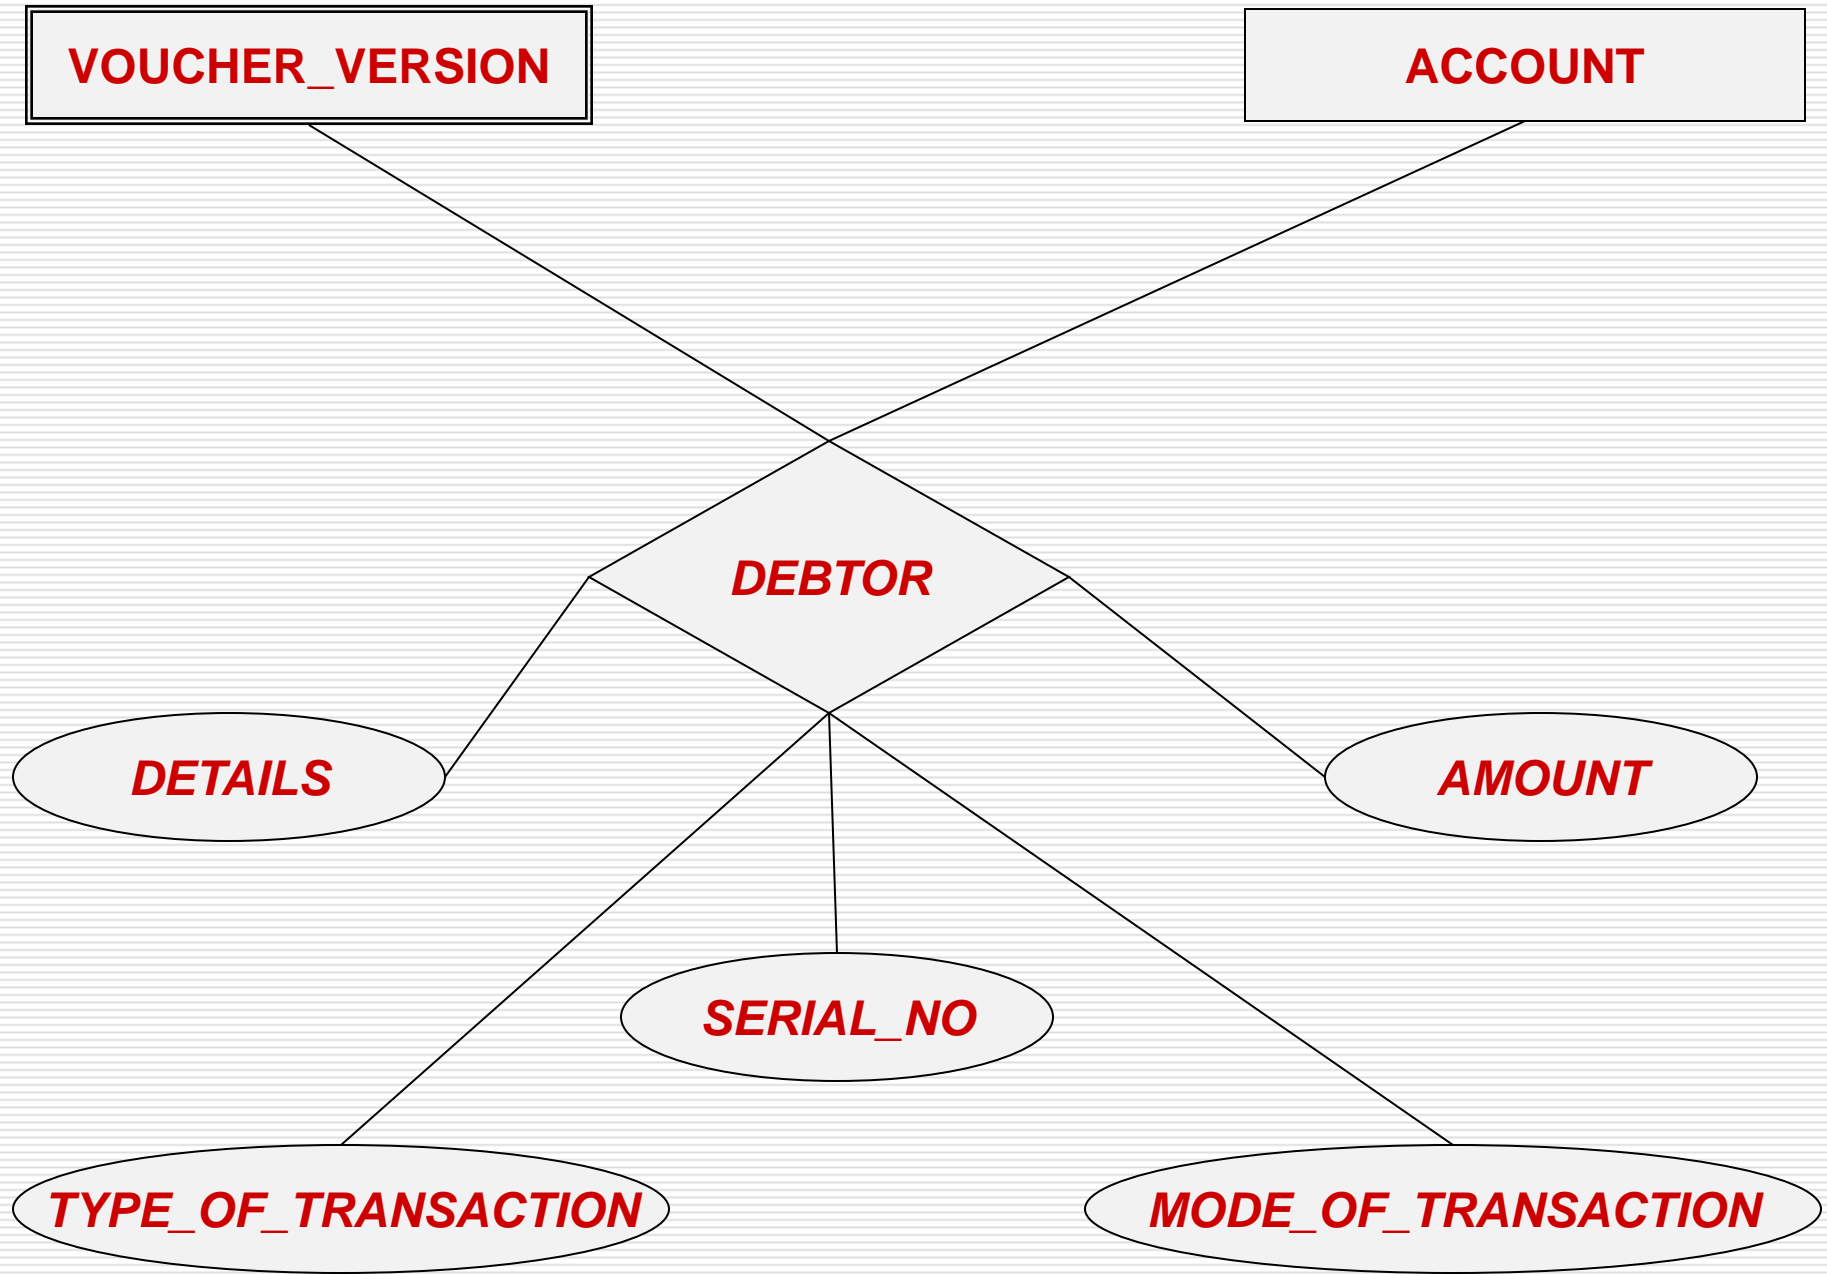 VOUCHER_VERSION
ACCOUNT
DEBTOR
DETAILS
AMOUNT
SERIAL_NO
TYPE_OF_TRANSACTION
MODE_OF_TRANSACTION